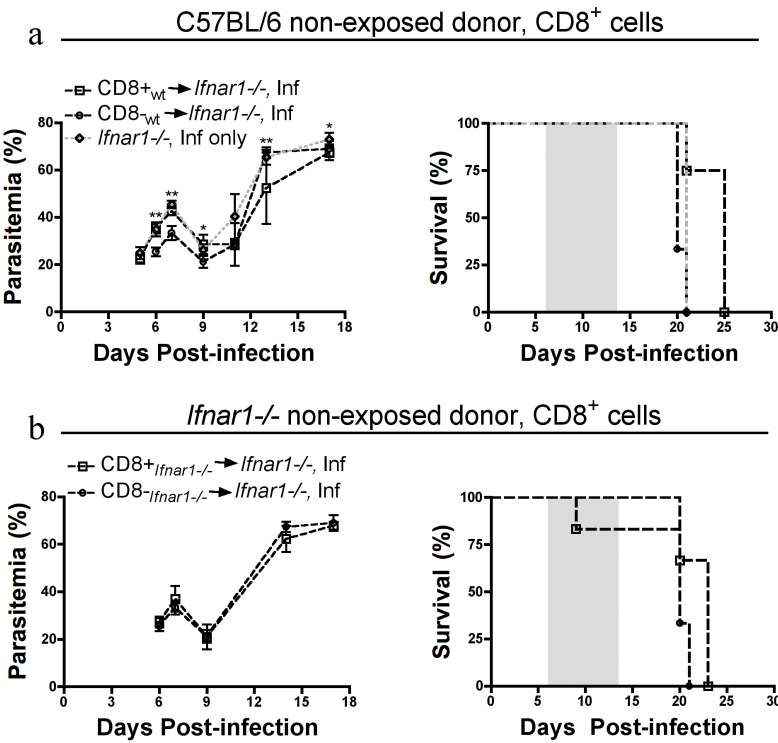 a
C57BL/6 non-exposed donor, CD8+ cells
CD8+wt→Ifnar1-/-, Inf
CD8-wt→Ifnar1-/-, Inf
Ifnar1-/-, Inf only
Parasitemia (%)
80
60
40
20
0
** ** * ** *
0 3 6 9 12 15 18
Days Post-infection
Survival (%)
100
75
50
25
0
0 5 10 15 20 25 30
Days Post-infection
b
Ifnar1-/- non-exposed donor, CD8+ cells
CD8+Ifnar1-/-→Ifnar1-/-, Inf
CD8-Ifnar1-/-→Ifnar1-/-, Inf
Parasitemia (%)
80
60
40
20
0
0 3 6 9 12 15 18
Days Post-infection
Survival (%)
100
75
50
25
0
0 5 10 15 20 25 30
Days Post-infection